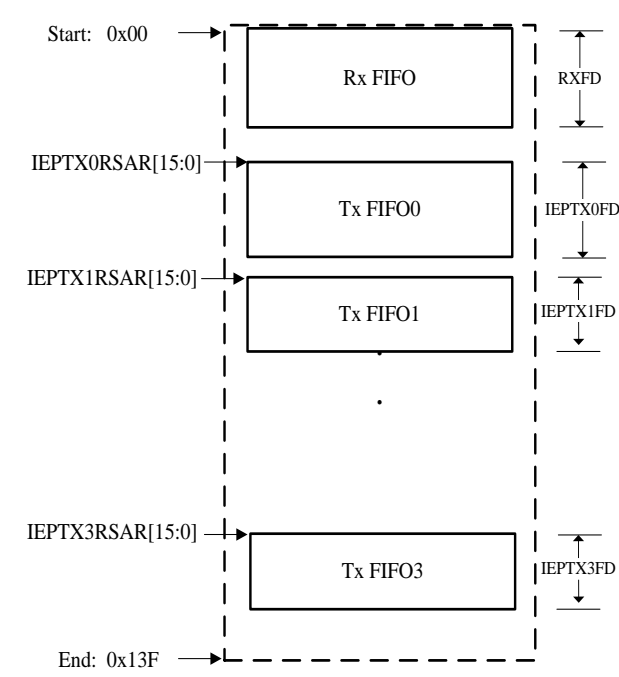 Start: 0x00
Rx FIFO
RXFD
IEPTX0RSAR[15:0]
Tx FIFO0
IEPTX0FD
IEPTX1RSAR[15:0]
Tx FIFO1
IEPTX1FD
IEPTX3RSAR[15:0]
Tx FIFO3
IEPTX3FD
End: 0x13F